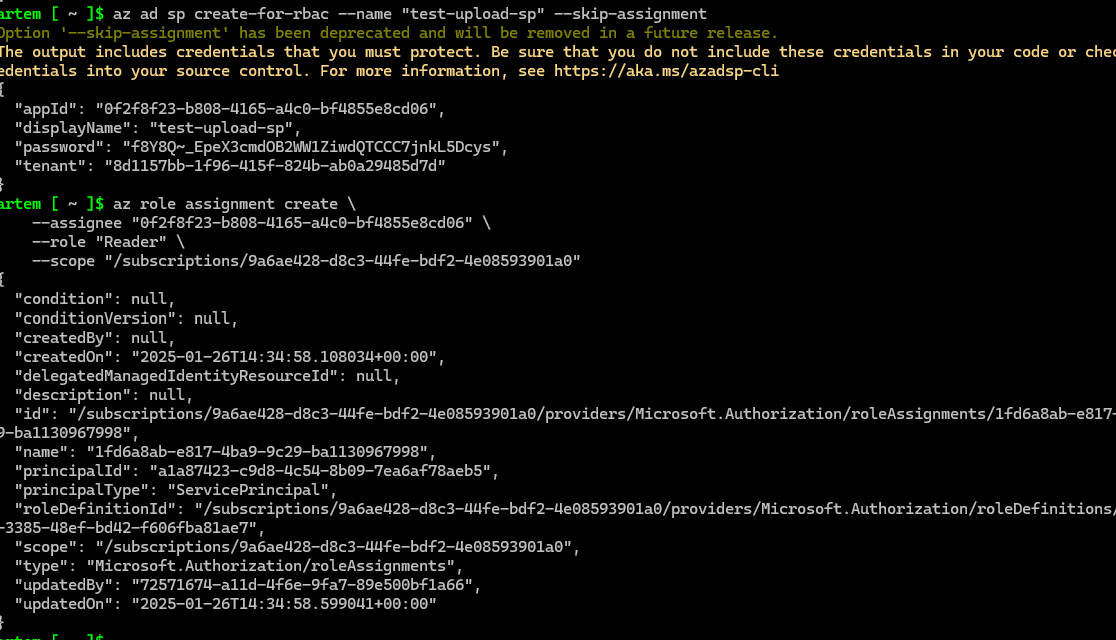 artem [ ~ ]$ az ad sp create-for-rbac --name "test-upload-sp" --skip-assignment
Option '--skip-assignment' has been deprecated and will be removed in a future release.
The output includes credentials that you must protect. Be sure that you do not include these credentials in your code or chec
edentials into your source control. For more information, see https://aka.ms/azadsp-cli
{
  "appId": "0f2f8f23-b808-4165-a4c0-bf4855e8cd06",
  "displayName": "test-upload-sp",
  "password": "f8Y8Q~_EpeX3cmdOB2WW1ZiwdQTCCC7jnkL5Dcys",
  "tenant": "8d1157bb-1f96-415f-824b-ab0a29485d7d"
}
artem [ ~ ]$ az role assignment create \
    --assignee "0f2f8f23-b808-4165-a4c0-bf4855e8cd06" \
    --role "Reader" \
    --scope "/subscriptions/9a6ae428-d8c3-44fe-bdf2-4e08593901a0"
{
  "condition": null,
  "conditionVersion": null,
  "createdBy": null,
  "createdOn": "2025-01-26T14:34:58.108034+00:00",
  "delegatedManagedIdentityResourceId": null,
  "description": null,
  "id": "/subscriptions/9a6ae428-d8c3-44fe-bdf2-4e08593901a0/providers/Microsoft.Authorization/roleAssignments/1fd6a8ab-e817-
9-ba1130967998",
  "name": "1fd6a8ab-e817-4ba9-9c29-ba1130967998",
  "principalId": "a1a87423-c9d8-4c54-8b09-7ea6af78aeb5",
  "principalType": "ServicePrincipal",
  "roleDefinitionId": "/subscriptions/9a6ae428-d8c3-44fe-bdf2-4e08593901a0/providers/Microsoft.Authorization/roleDefinitions/
-3385-48ef-bd42-f606fba81ae7",
  "scope": "/subscriptions/9a6ae428-d8c3-44fe-bdf2-4e08593901a0",
  "type": "Microsoft.Authorization/roleAssignments",
  "updatedBy": "72571674-a11d-4f6e-9fa7-89e500bf1a66",
  "updatedOn": "2025-01-26T14:34:58.599041+00:00"
}
artem [ ~ ]$